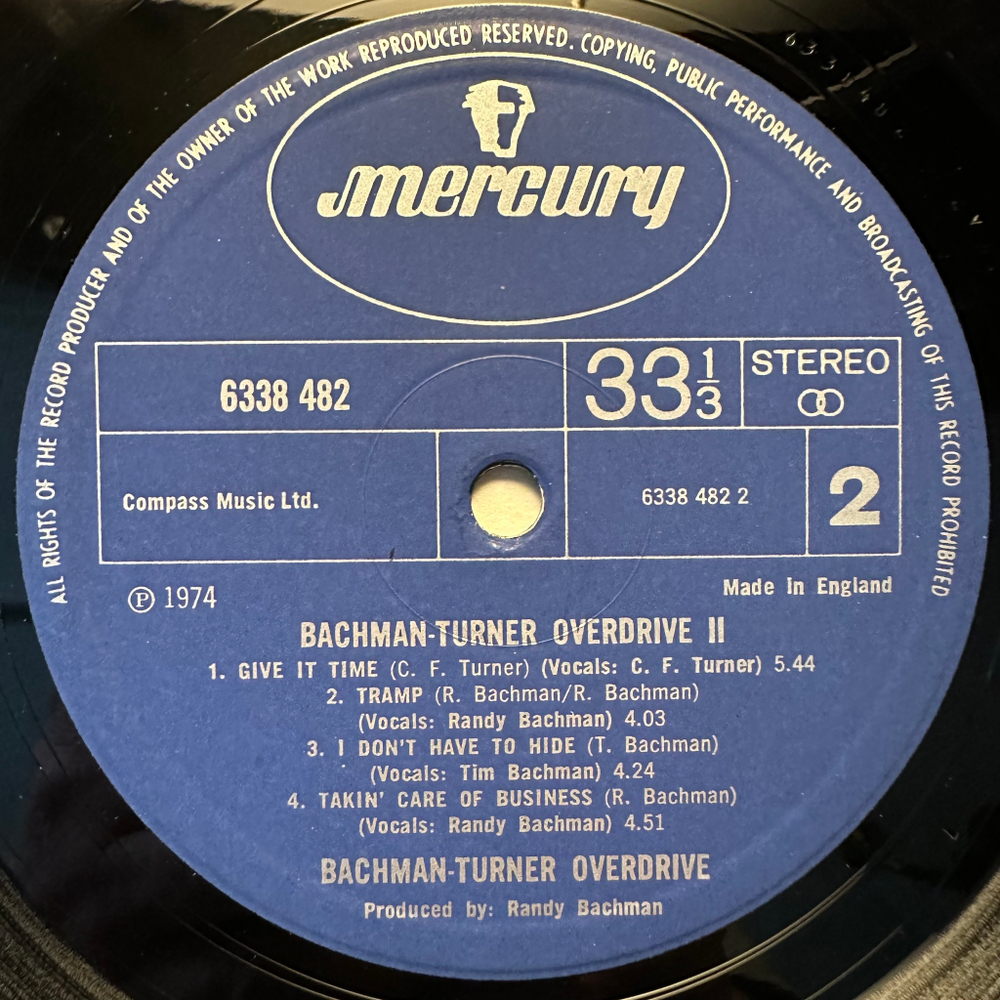 ALL RIGHTS OF THE RECORD PRODUCER AND OF THE OWNER OF THE WORK REPRODUCED RESERVED. COPYING, PUBLIC PERFORMANCE AND BROADCASTING OF THIS RECORD PROHIBITED
mercury
6338 482
33 1/3
STEREO
Compass Music Ltd.
6338 482 2
2
℗ 1974
Made in England
BACHMAN-TURNER OVERDRIVE II
1. GIVE IT TIME (C. F. Turner) (Vocals: C. F. Turner) 5.44
2. TRAMP (R. Bachman/R. Bachman)
(Vocals: Randy Bachman) 4.03
3. I DON'T HAVE TO HIDE (T. Bachman)
(Vocals: Tim Bachman) 4.24
4. TAKIN' CARE OF BUSINESS (R. Bachman)
(Vocals: Randy Bachman) 4.51
BACHMAN-TURNER OVERDRIVE
Produced by: Randy Bachman